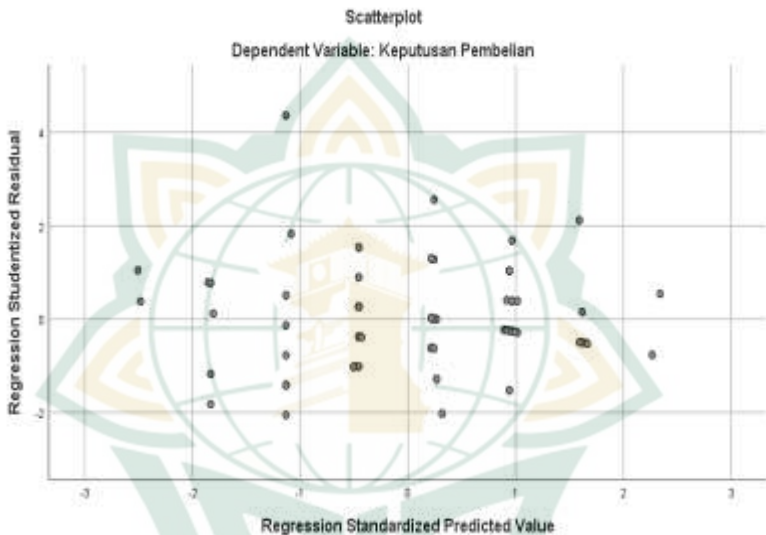 Scatterplot
Dependent Variable: Keputusan Pembelian
Regression Studentized Residual
4
2
0
-2
-3
-2
-1
0
1
2
3
Regression Standardized Predicted Value